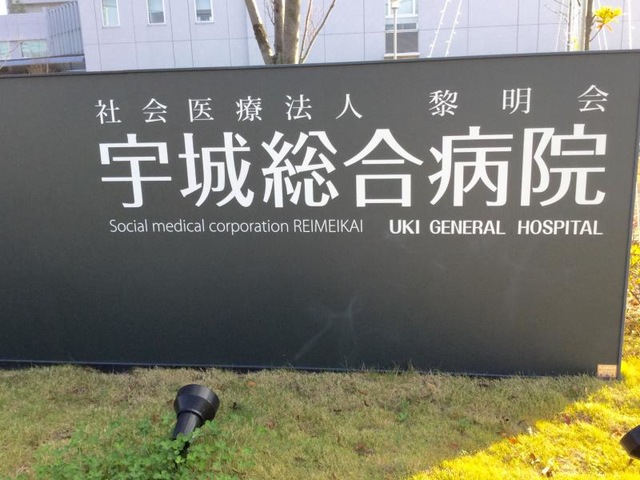 社会医療法人 黎明会
宇城総合病院
Social medical corporation REIMEIKAI UKI GENERAL HOSPITAL